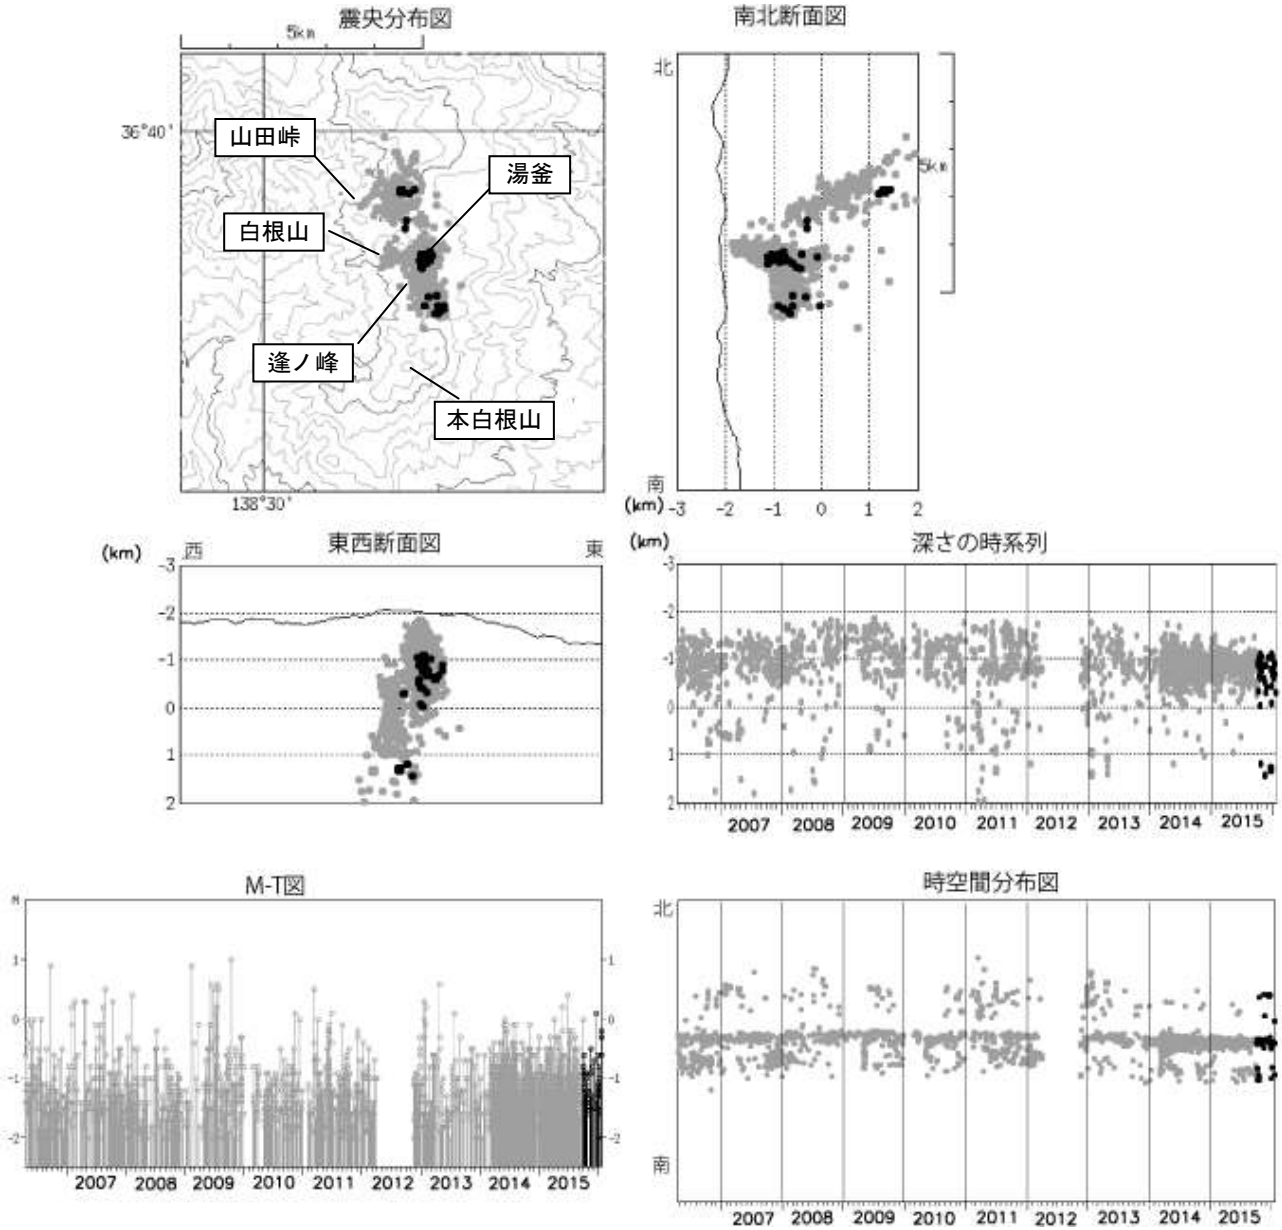 震央分布図
5km
36°40'
山田峠
湯釜
白根山
逢ノ峰
本白根山
138°30'
南北断面図
北
5km
南
(km) -3 -2 -1 0 1 2
東西断面図
(km) 西 東
-3
-2
-1
0
1
2
深さの時系列
(km)
-3
-2
-1
0
1
2
2007 2008 2009 2010 2011 2012 2013 2014 2015
M-T図
M
1 1
0 0
-1 -1
-2 -2
2007 2008 2009 2010 2011 2012 2013 2014 2015
時空間分布図
北
南
2007 2008 2009 2010 2011 2012 2013 2014 2015